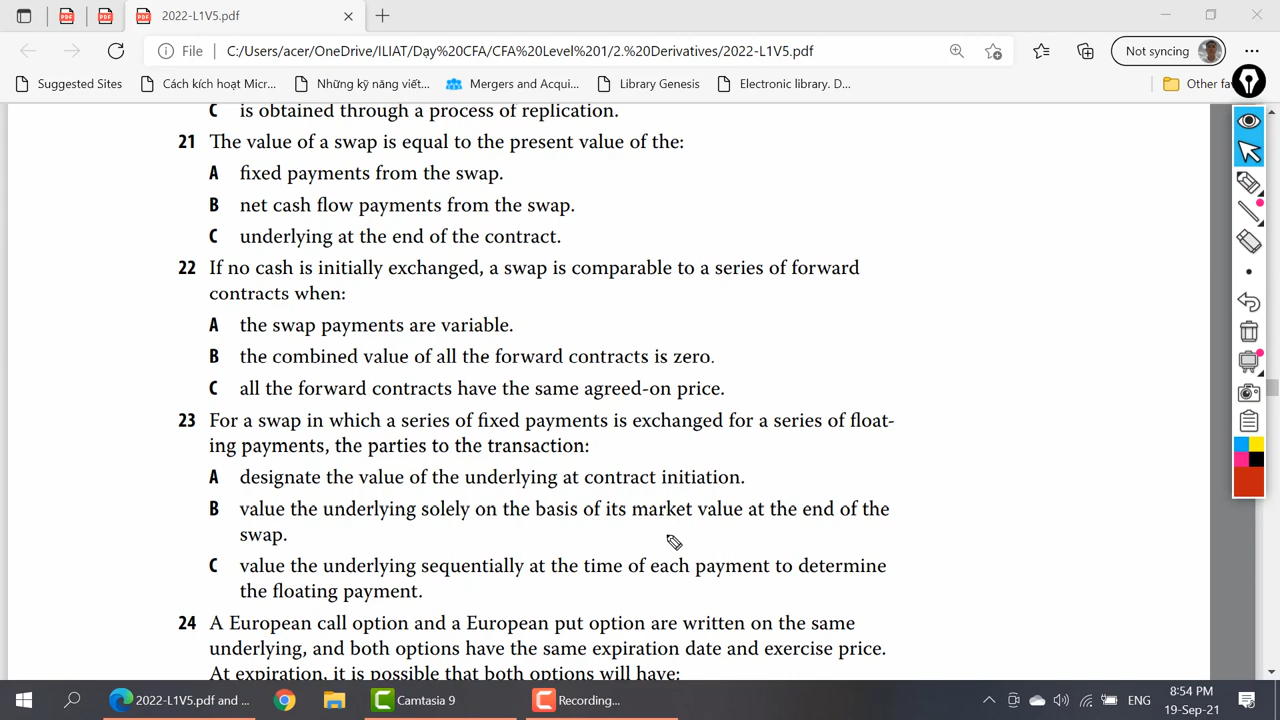 2022-L1V5.pdf
File
C:/Users/acer/OneDrive/ILIAT/Dạy%20CFA/CFA%20Level%201/2.%20Derivatives/2022-L1V5.pdf
Not syncing
Suggested Sites
Cách kích hoạt Micr...
Những kỹ năng viết...
Mergers and Acqui...
Library Genesis
Electronic library. D...
Other fav
C is obtained through a process of replication.
21 The value of a swap is equal to the present value of the:
A fixed payments from the swap.
B net cash flow payments from the swap.
C underlying at the end of the contract.
22 If no cash is initially exchanged, a swap is comparable to a series of forward
contracts when:
A the swap payments are variable.
B the combined value of all the forward contracts is zero.
C all the forward contracts have the same agreed-on price.
23 For a swap in which a series of fixed payments is exchanged for a series of float-
ing payments, the parties to the transaction:
A designate the value of the underlying at contract initiation.
B value the underlying solely on the basis of its market value at the end of the
swap.
C value the underlying sequentially at the time of each payment to determine
the floating payment.
24 A European call option and a European put option are written on the same
underlying, and both options have the same expiration date and exercise price.
At expiration, it is possible that both options will have:
2022-L1V5.pdf and ...
Camtasia 9
Recording...
ENG
8:54 PM
19-Sep-21